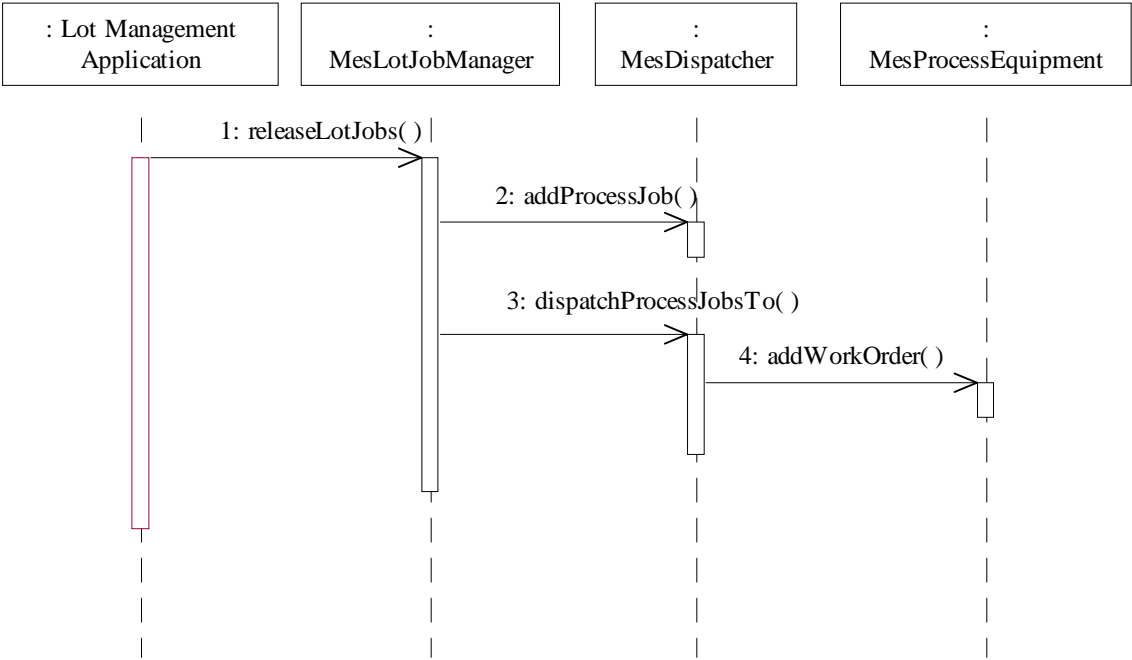 : Lot Management
Application
:
MesLotJobManager
:
MesDispatcher
:
MesProcessEquipment
1: releaseLotJobs( )
2: addProcessJob( )
3: dispatchProcessJobsTo( )
4: addWorkOrder( )